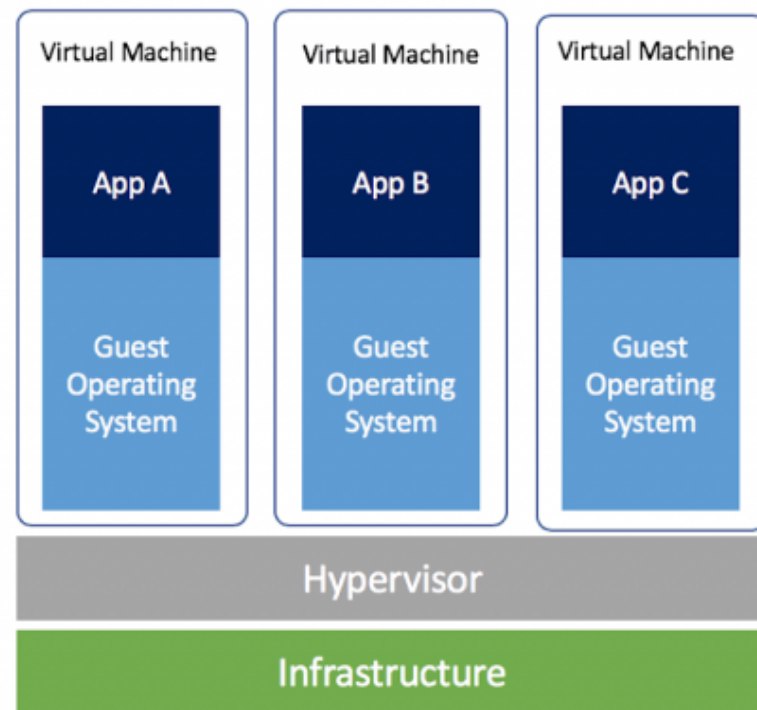 Virtual Machine
App A
Guest
Operating
System
Virtual Machine
App B
Guest
Operating
System
Virtual Machine
App C
Guest
Operating
System
Hypervisor
Infrastructure